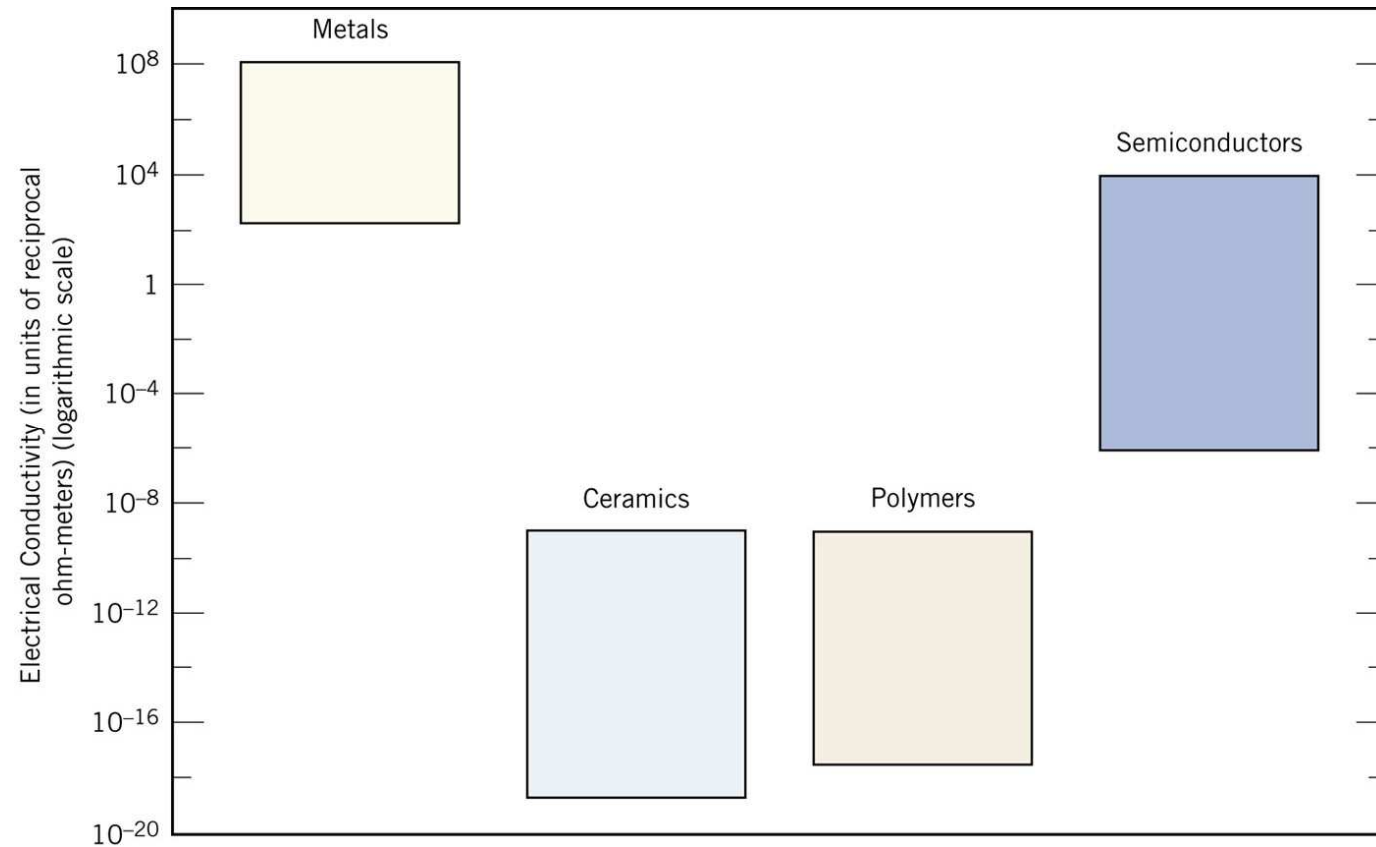 Metals
10⁸
Semiconductors
10⁴
1
10⁻⁴
10⁻⁸
Ceramics
Polymers
10⁻¹²
10⁻¹⁶
10⁻²⁰
Electrical Conductivity (in units of reciprocal
ohm-meters) (logarithmic scale)